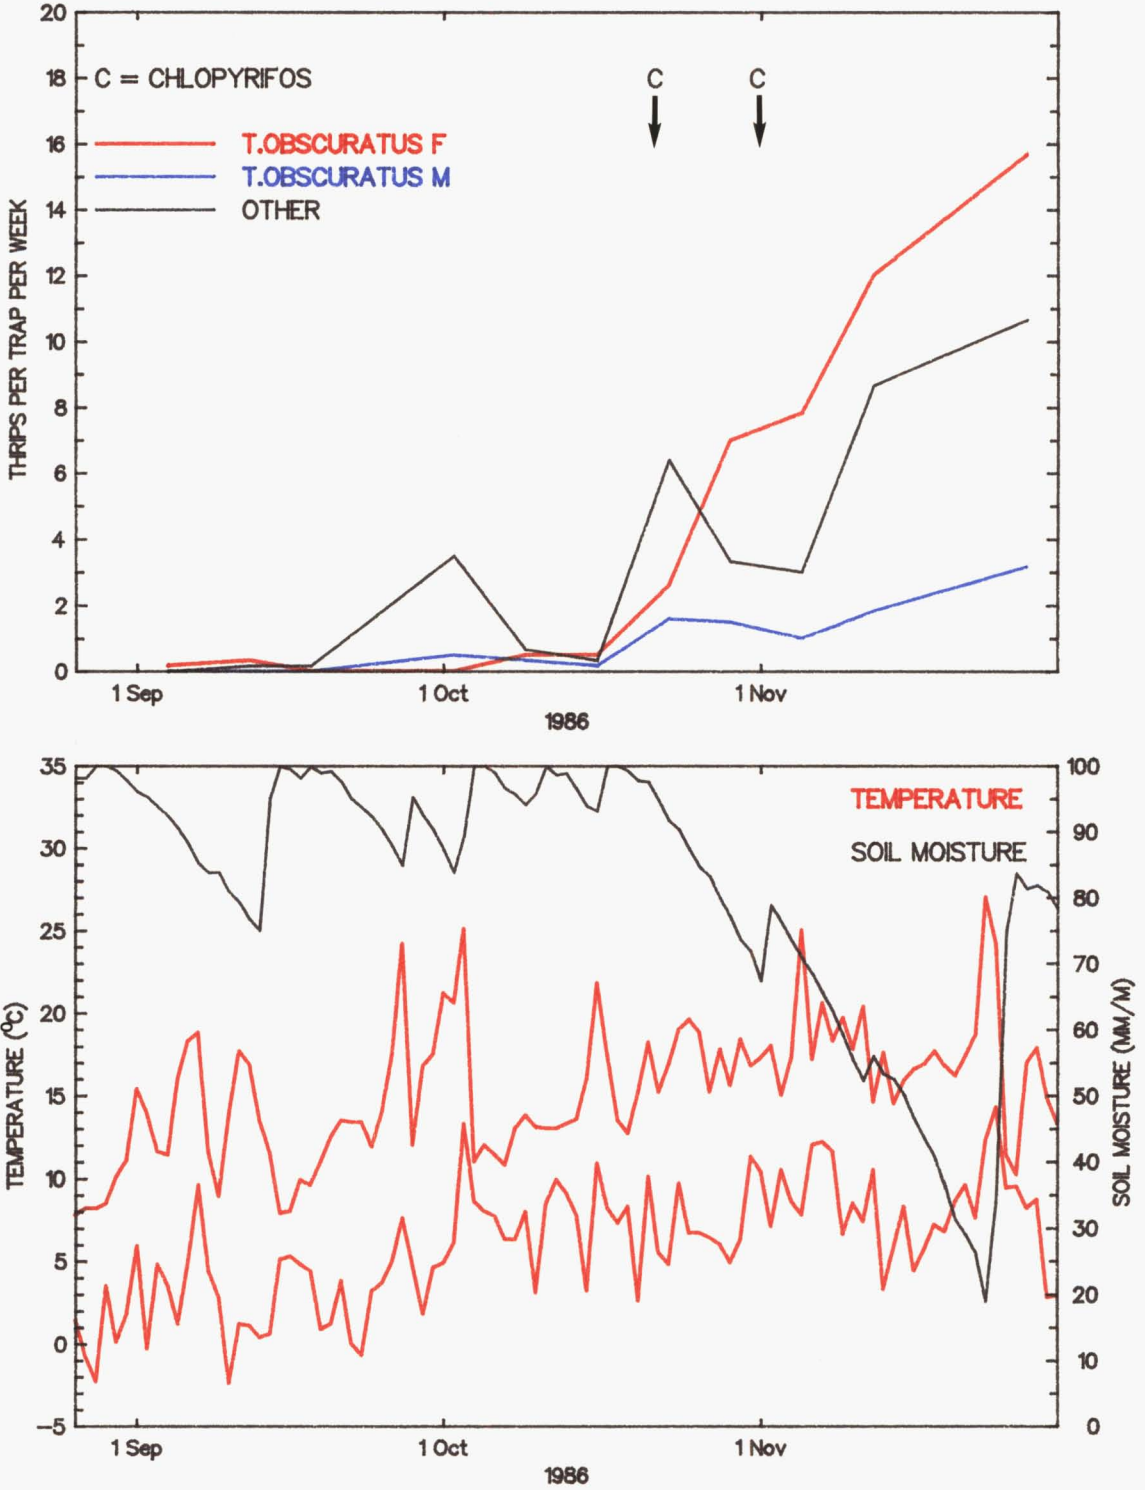 20
18
16
14
12
10
8
6
4
2
0
THRIPS PER TRAP PER WEEK
C = CHLOPYRIFOS
T.OBSCURATUS F
T.OBSCURATUS M
OTHER
C C
1 Sep 1 Oct 1 Nov
1986
35
30
25
20
15
10
5
0
-5
TEMPERATURE (°C)
TEMPERATURE
SOIL MOISTURE
100
90
80
70
60
50
40
30
20
10
0
SOIL MOISTURE (MM/M)
1 Sep 1 Oct 1 Nov
1986